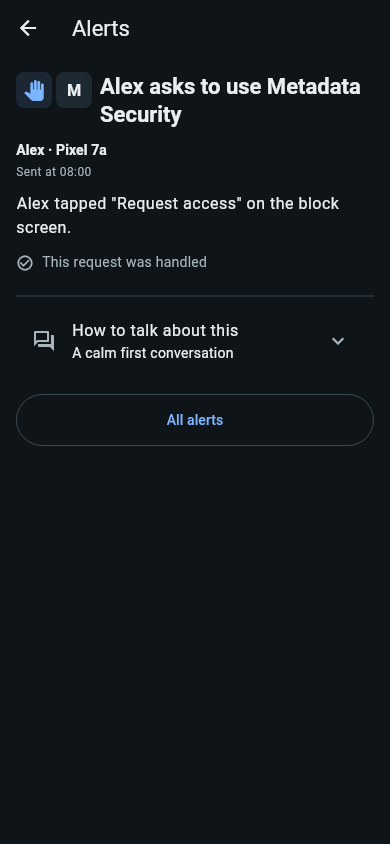 Alerts
M
Alex asks to use Metadata
Security
Alex · Pixel 7a
Sent at 08:00
Alex tapped "Request access" on the block
screen.
This request was handled
How to talk about this
A calm first conversation
All alerts